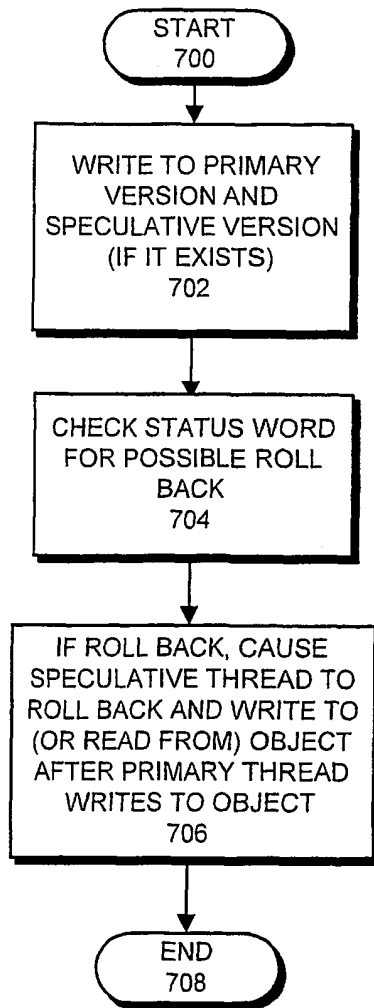 START
700
WRITE TO PRIMARY
VERSION AND
SPECULATIVE VERSION
(IF IT EXISTS)
702
CHECK STATUS WORD
FOR POSSIBLE ROLL
BACK
704
IF ROLL BACK, CAUSE
SPECULATIVE THREAD TO
ROLL BACK AND WRITE TO
(OR READ FROM) OBJECT
AFTER PRIMARY THREAD
WRITES TO OBJECT
706
END
708